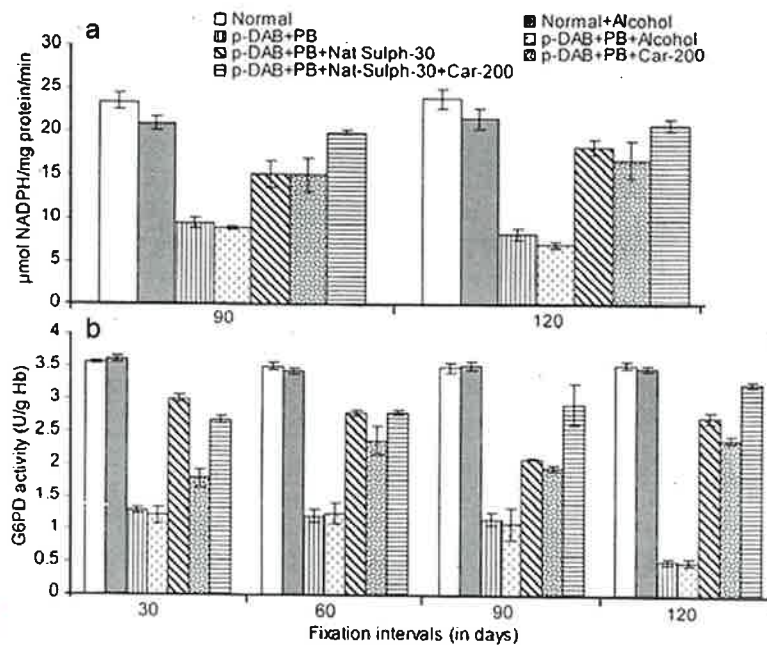 a
Normal
Normal+Alcohol
p-DAB+PB
p-DAB+PB+Alcohol
p-DAB+PB+Nat Sulph-30
p-DAB+PB+Car-200
p-DAB+PB+Nat-Sulph-30+Car-200
µmol NADPH/mg protein/min
30
25
20
15
10
5
0
90
120
b
G6PD activity (U/g Hb)
4
3.5
3
2.5
2
1.5
1
0.5
0
30
60
90
120
Fixation intervals (in days)